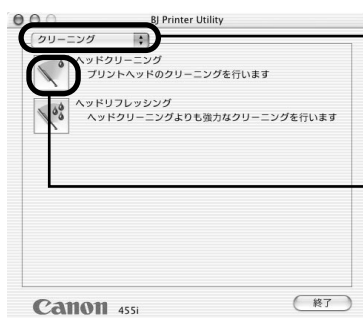 BJ Printer Utility
クリーニング
ヘッドクリーニング
プリントヘッドのクリーニングを行います
ヘッドリフレッシング
ヘッドクリーニングよりも強力なクリーニングを行います
Canon 455i
終了